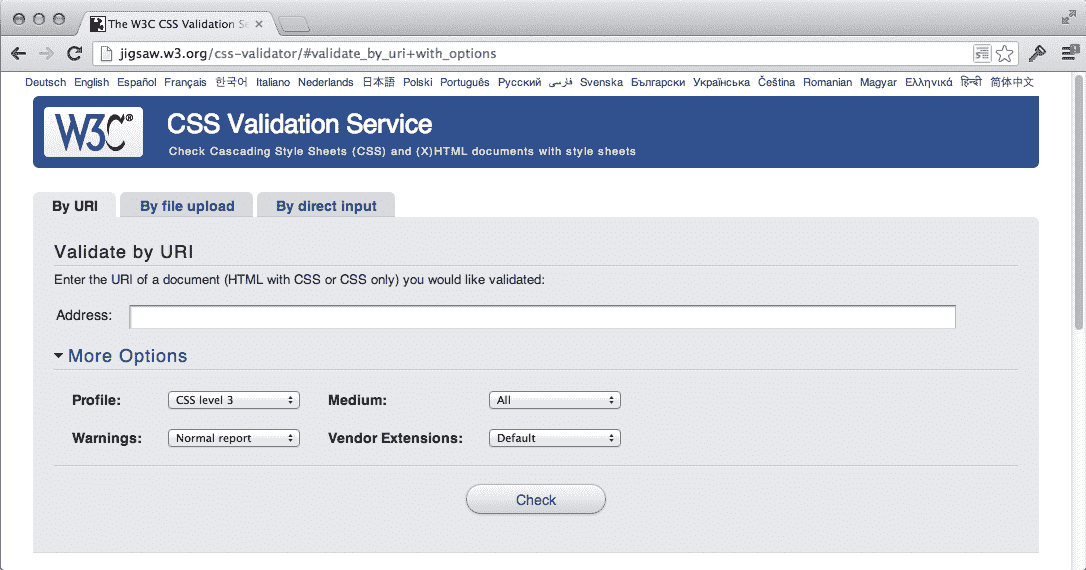 The W3C CSS Validation Se
jigsaw.w3.org/css-validator/#validate_by_uri+with_options
Deutsch English Español Français 한국어 Italiano Nederlands 日本語 Polski Português Русский فارسی Svenska Български Українська Čeština Romanian Magyar Ελληνικά हिन्दी 简体中文
W3C® CSS Validation Service
Check Cascading Style Sheets (CSS) and (X)HTML documents with style sheets
By URI By file upload By direct input
Validate by URI
Enter the URI of a document (HTML with CSS or CSS only) you would like validated:
Address:
More Options
Profile: CSS level 3 Medium: All
Warnings: Normal report Vendor Extensions: Default
Check